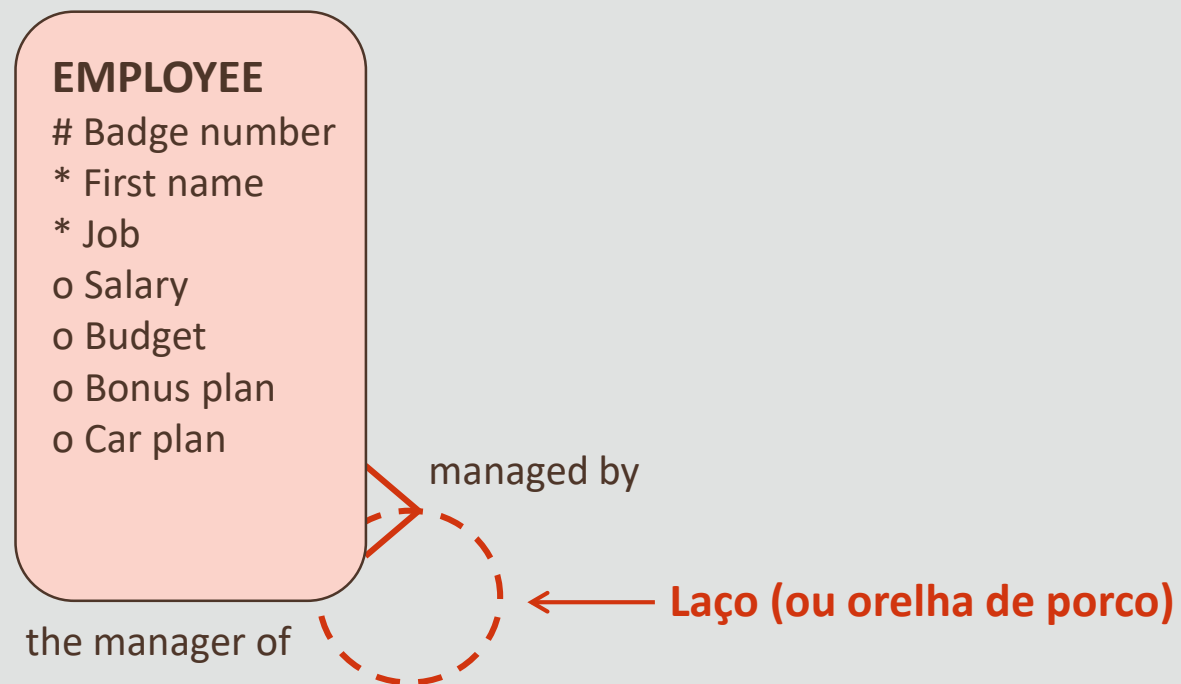 EMPLOYEE
# Badge number
* First name
* Job
o Salary
o Budget
o Bonus plan
o Car plan
managed by
Laço (ou orelha de porco)
the manager of